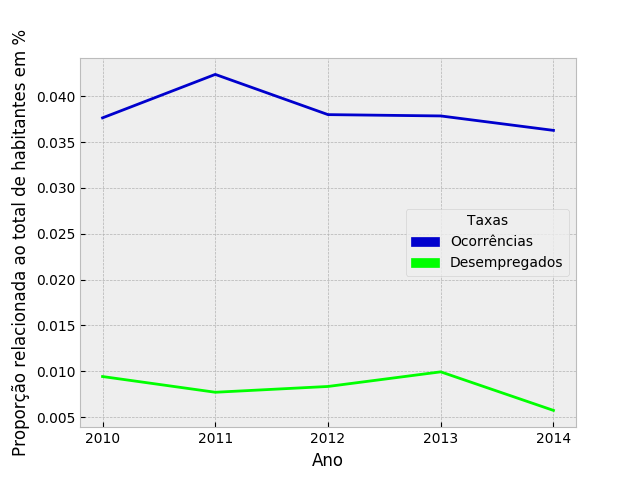 Proporção relacionada ao total de habitantes em %
0.040
0.035
0.030
0.025
0.020
0.015
0.010
0.005
Taxas
Ocorrências
Desempregados
2010 2011 2012 2013 2014
Ano